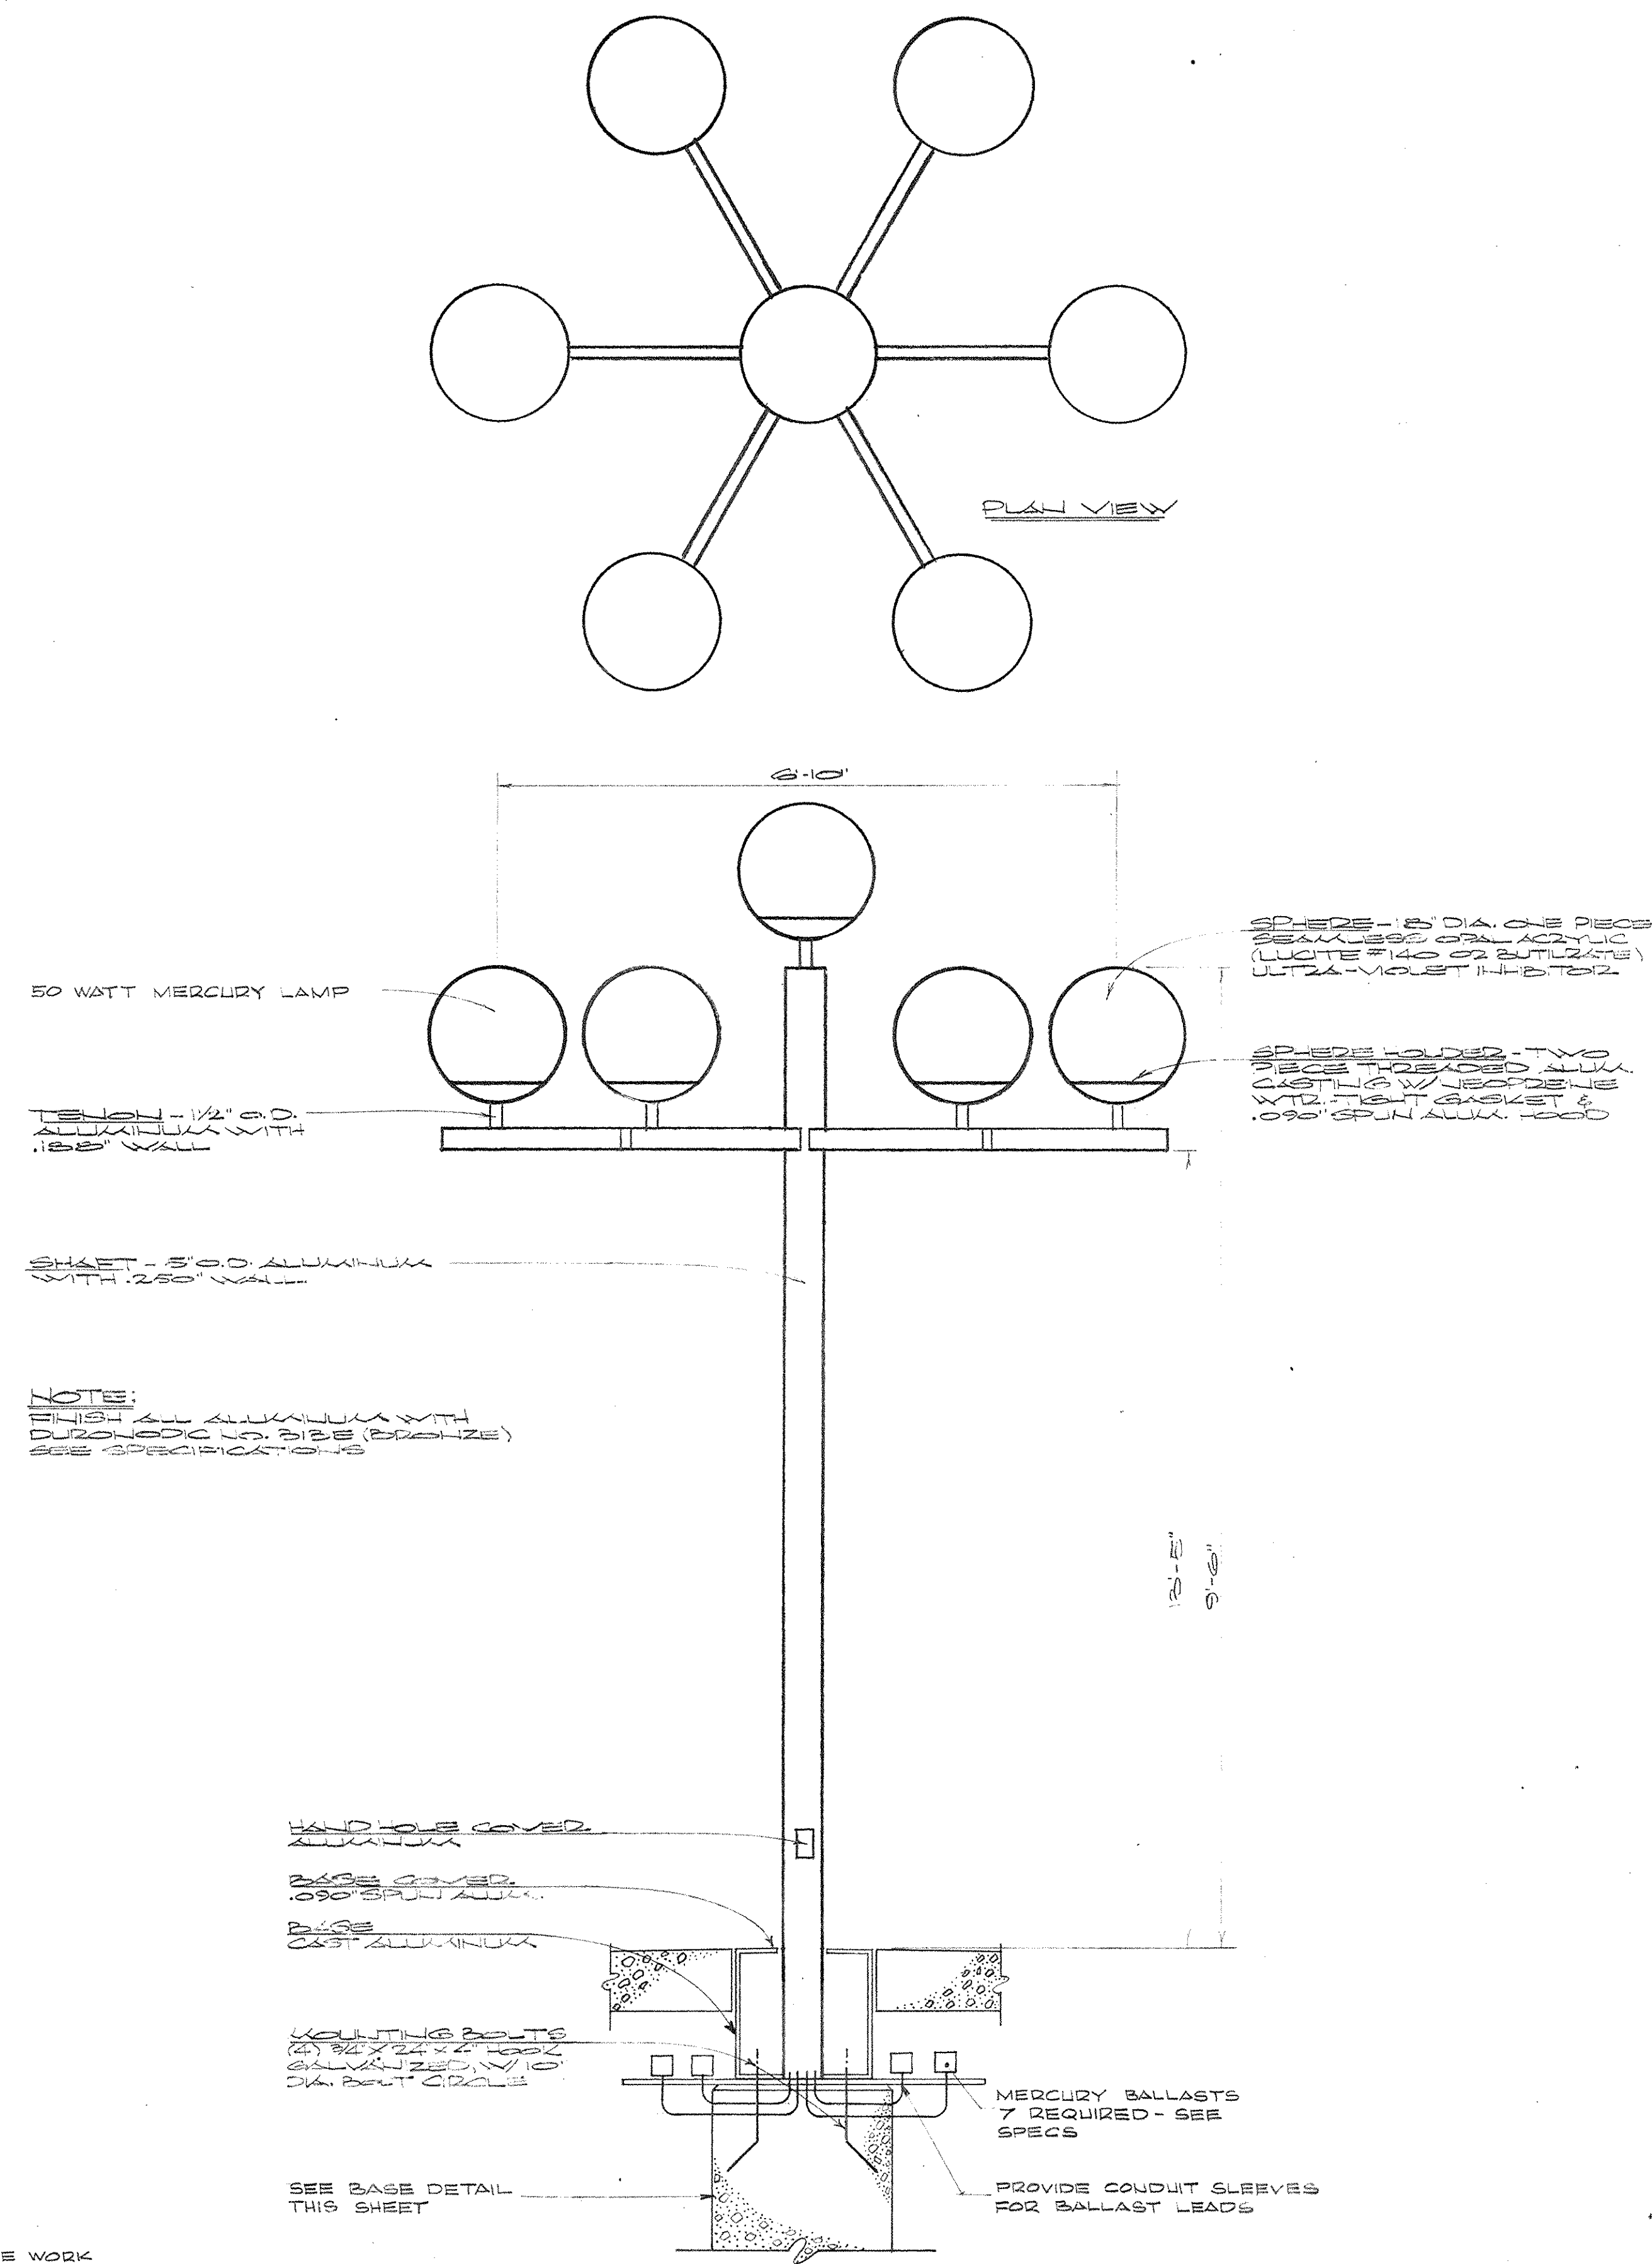 PLAN VIEW
6'-10"
SPHERE - 18" DIA. ONE PIECE
SEAMLESS OPAL ACRYLIC
(LUCITE #140 OR BUTILRATE)
ULTRA-VIOLET INHIBITOR
50 WATT MERCURY LAMP
SPHERE HOLDER - TWO
PIECE THREADED ALUM.
CASTING W/ NEOPRENE
WTR.-TIGHT GASKET &
.090" SPUN ALUM. HOOD
TENON - 1 1/2" O.D.
ALUMINUM WITH
WALL
SHAFT - 5" O.D. ALUMINUM
WITH .250" WALL
NOTE:
FINISH ALL ALUMINUM WITH
DURONODIC NO. 313E (BRONZE)
SEE SPECIFICATIONS
9'-6"
HAND HOLE COVER
ALUMINUM
BASE COVER
.090" SPUN ALUM.
BASE
CAST ALUMINUM
MOUNTING BOLTS
(4) 3/4" X 24" X 4" HOOK
GALVANIZED, W/ 10"
DIA. BOLT CIRCLE
MERCURY BALLASTS
7 REQUIRED - SEE
SPECS
SEE BASE DETAIL
THIS SHEET
PROVIDE CONDUIT SLEEVES
FOR BALLAST LEADS
E WORK